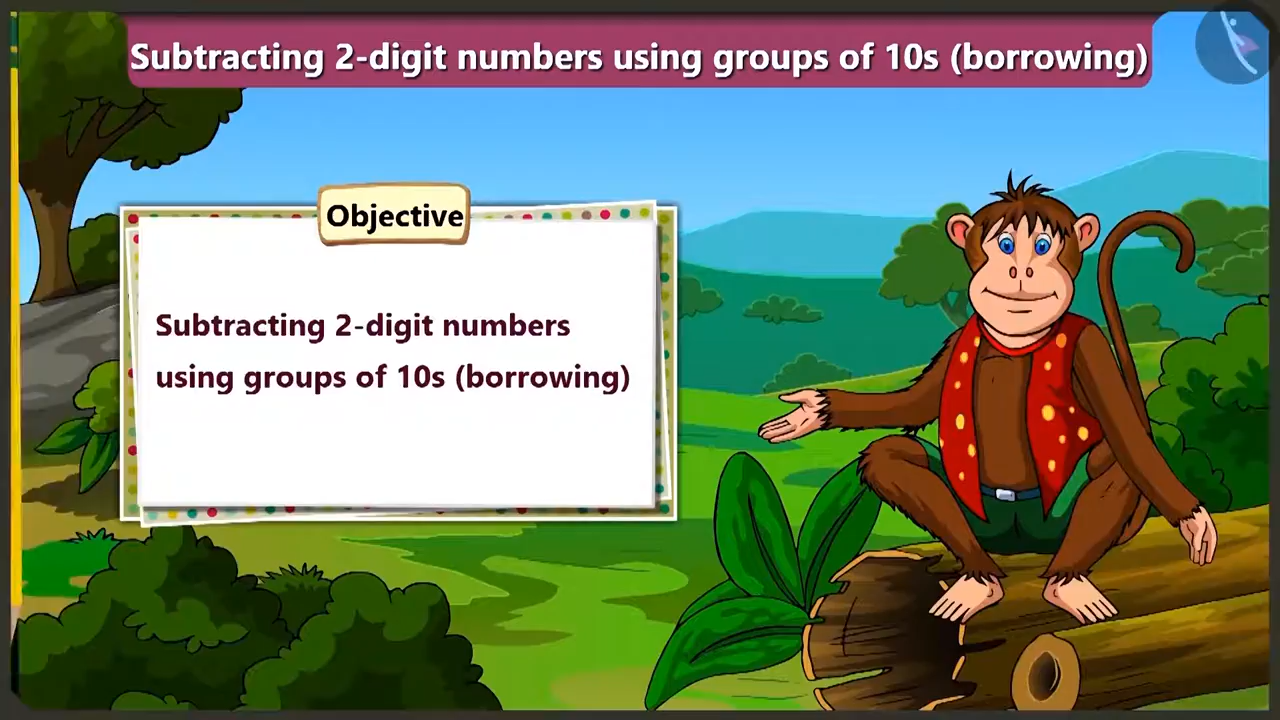 Subtracting 2-digit numbers using groups of 10s (borrowing)
Objective
Subtracting 2-digit numbers
using groups of 10s (borrowing)